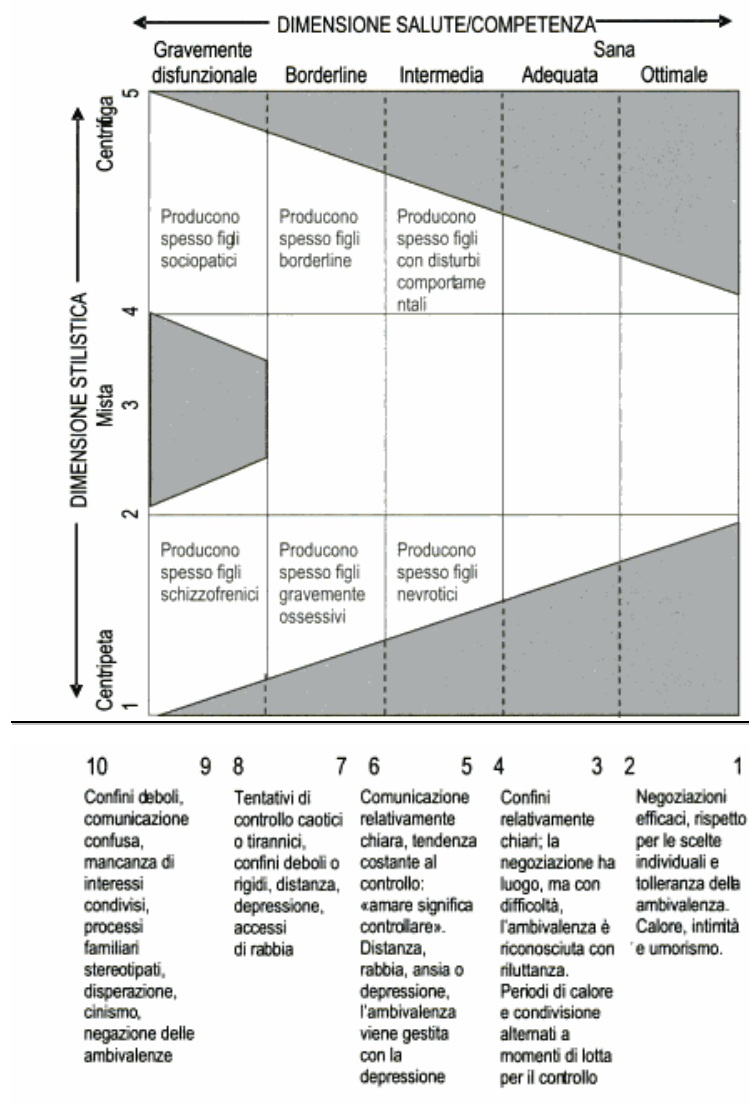 DIMENSIONE SALUTE/COMPETENZA
Gravemente
disfunzionale
Borderline
Intermedia
Sana
Adequata
Ottimale
DIMENSIONE STILISTICA
Centrifiga
Mista
Centripeta
5
4
3
2
1
Producono
spesso figli
sociopatici
Producono
spesso figli
borderline
Producono
spesso figli
con disturbi
comportame
ntali
Producono
spesso figli
schizzofrenici
Producono
spesso figli
gravemente
ossessivi
Producono
spesso figli
nevrotici
10 9 8 7 6 5 4 3 2 1
Confini deboli,
comunicazione
confusa,
mancanza di
interessi
condivisi,
processi
familiari
stereotipati,
disperazione,
cinismo,
negazione delle
ambivalenze
Tentativi di
controllo caotici
o tirannici,
confini deboli o
rigidi, distanza,
depressione,
accessi
di rabbia
Comunicazione
relativamente
chiara, tendenza
costante al
controllo:
«amare significa
controllare».
Distanza,
rabbia, ansia o
depressione,
l'ambivalenza
viene gestita
con la
depressione
Confini
relativamente
chiari; la
negoziazione ha
luogo, ma con
difficoltà,
l'ambivalenza è
riconosciuta con
riluttanza.
Periodi di calore
e condivisione
alternati a
momenti di lotta
per il controllo
Negoziazioni
efficaci, rispetto
per le scelte
individuali e
tolleranza della
ambivalenza.
Calore, intimità
e umorismo.